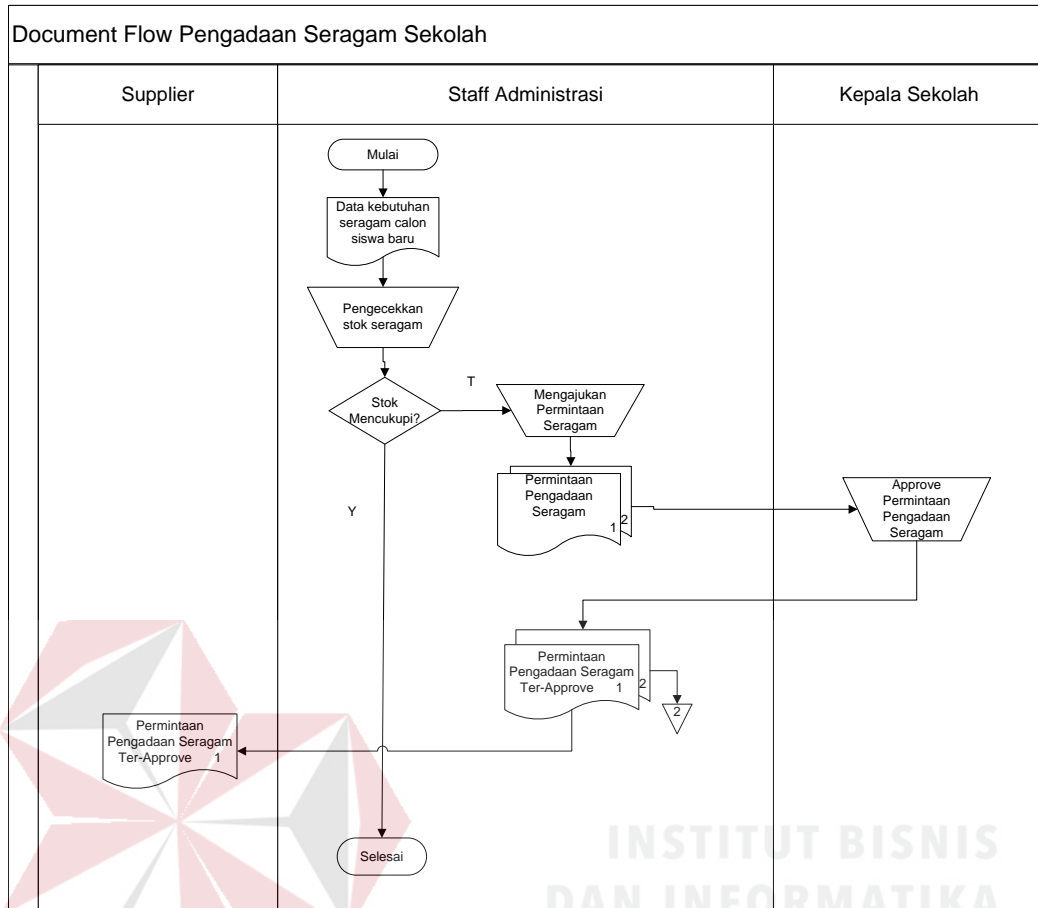 Document Flow Pengadaan Seragam Sekolah
Supplier
Staff Administrasi
Kepala Sekolah
Mulai
Data kebutuhan
seragam calon
siswa baru
Pengecekkan
stok seragam
Stok
Mencukupi?
T
Mengajukan
Permintaan
Seragam
Y
Permintaan
Pengadaan
Seragam
1
2
Approve
Permintaan
Pengadaan
Seragam
Permintaan
Pengadaan Seragam
Ter-Approve 1
2
2
Permintaan
Pengadaan Seragam
Ter-Approve 1
Selesai
INSTITUT BISNIS
DAN INFORMATIKA